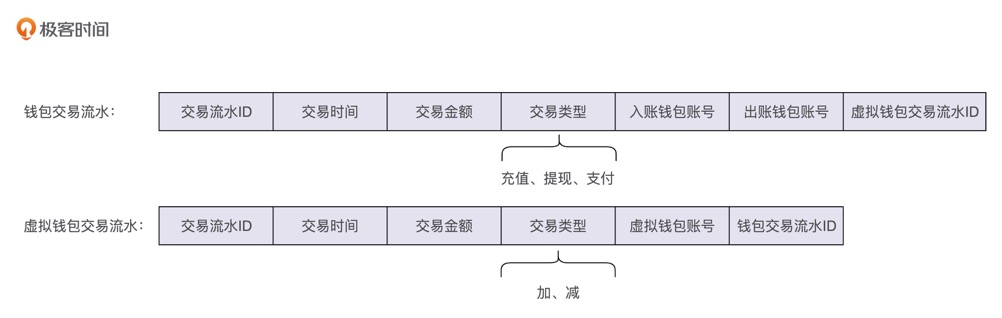 极客时间
钱包交易流水： 交易流水ID 交易时间 交易金额 交易类型 入账钱包账号 出账钱包账号 虚拟钱包交易流水ID
充值、提现、支付
虚拟钱包交易流水： 交易流水ID 交易时间 交易金额 交易类型 虚拟钱包账号 钱包交易流水ID
加、减